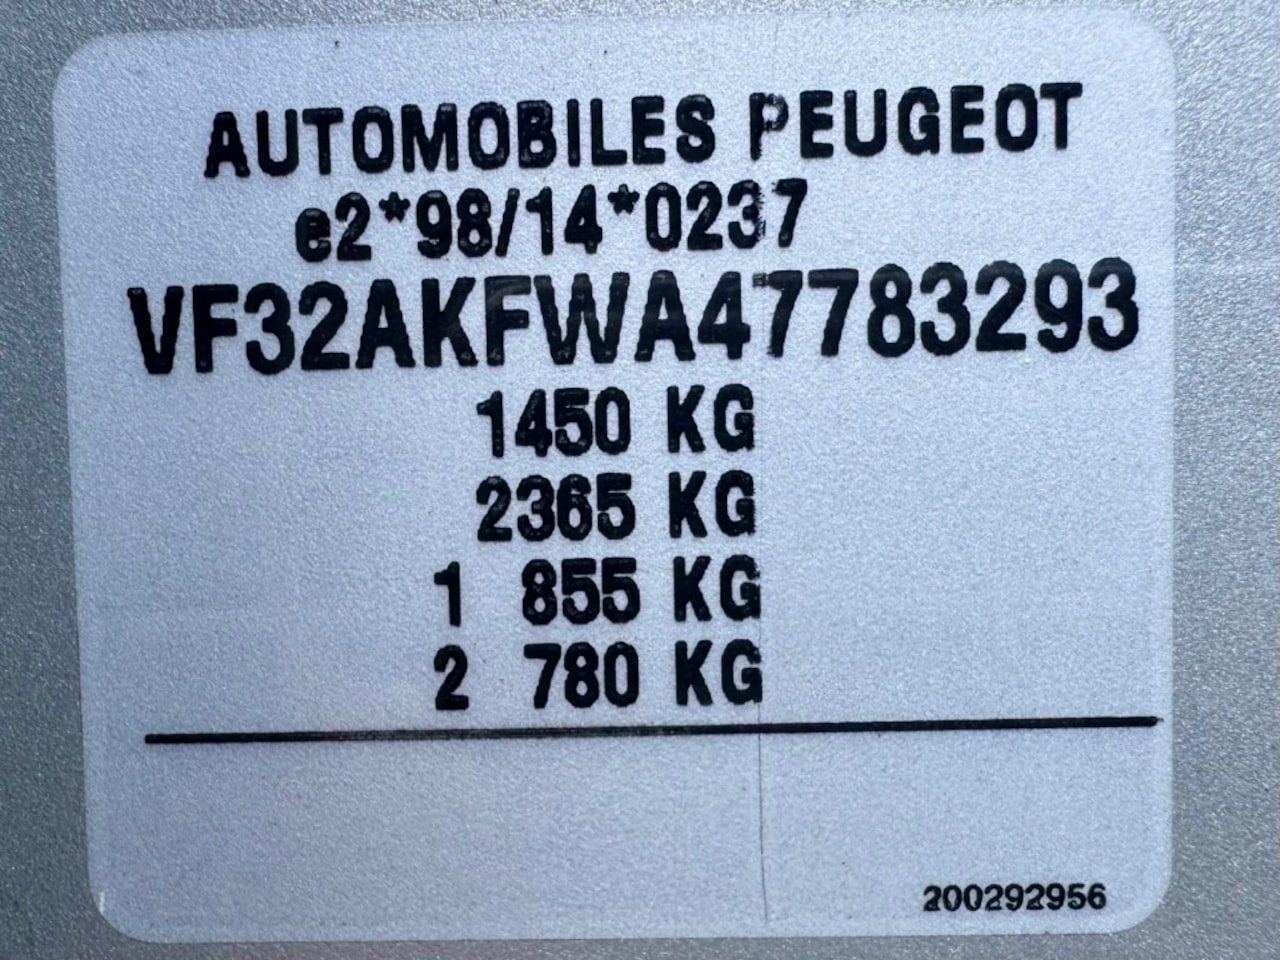 AUTOMOBILES PEUGEOT
e2*98/14*0237
VF32AKFWA47783293
1450 KG
2365 KG
1 855 KG
2 780 KG
200292956